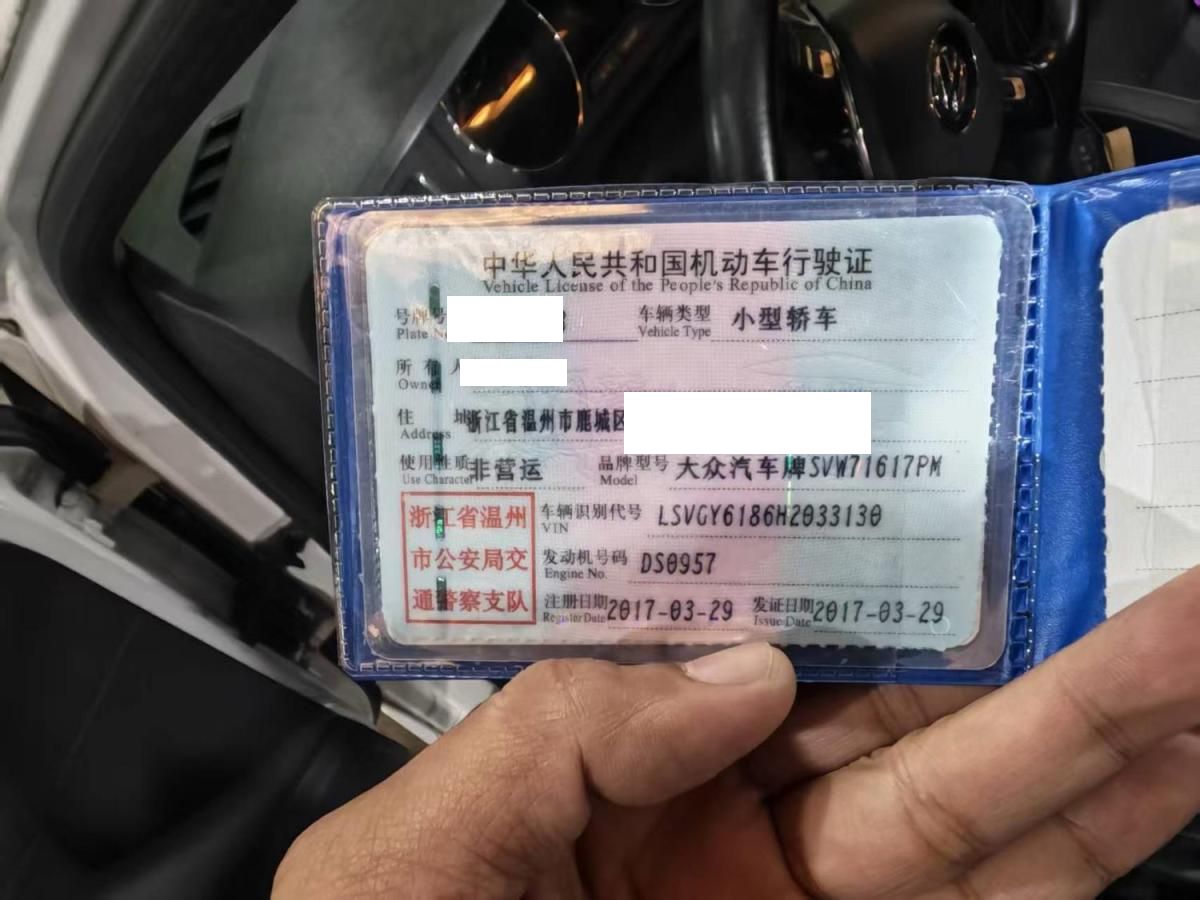 中华人民共和国机动车行驶证
Vehicle License of the People's Republic of China
号牌号
Plate N
车辆类型 小型轿车
Vehicle Type
所有人
Owner
住址 浙江省温州市鹿城区
Address
使用性质 非营运
Use Character
品牌型号 大众汽车牌SVW71617PM
Model
浙江省温州
市公安局交
通警察支队
车辆识别代号 LSVGY6186H2033130
VIN
发动机号码 DS0957
Engine No.
注册日期 2017-03-29 发证日期 2017-03-29
Register Date Issue Date